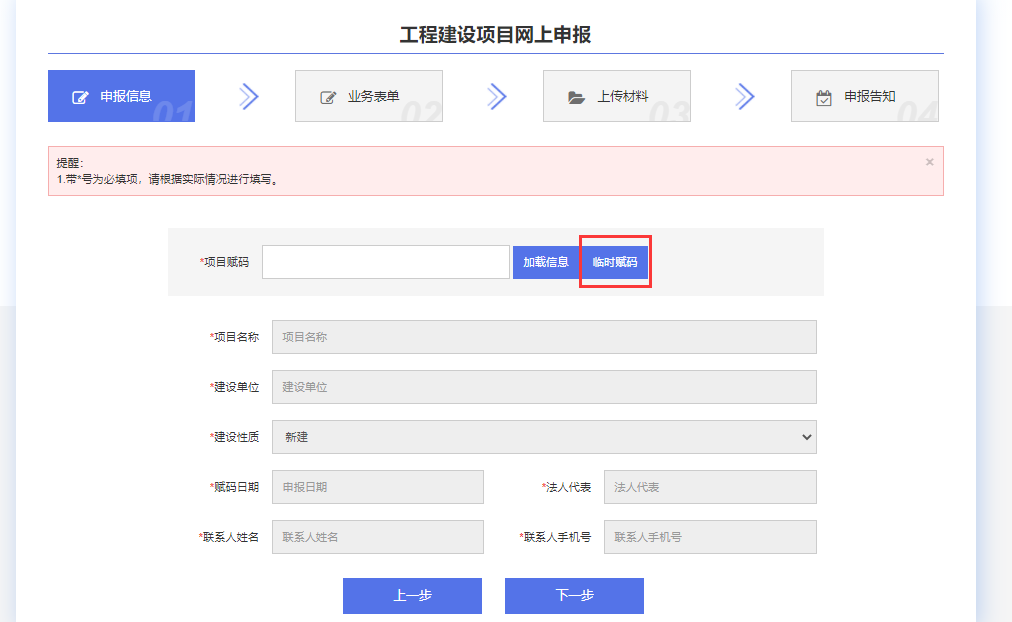 工程建设项目网上申报
申报信息 01
业务表单 02
上传材料 03
申报告知 04
提醒: ×
1.带*号为必填项，请根据实际情况进行填写。
*项目赋码 加载信息 临时赋码
*项目名称 项目名称
*建设单位 建设单位
*建设性质 新建
*赋码日期 申报日期 *法人代表 法人代表
*联系人姓名 联系人姓名 *联系人手机号 联系人手机号
上一步 下一步